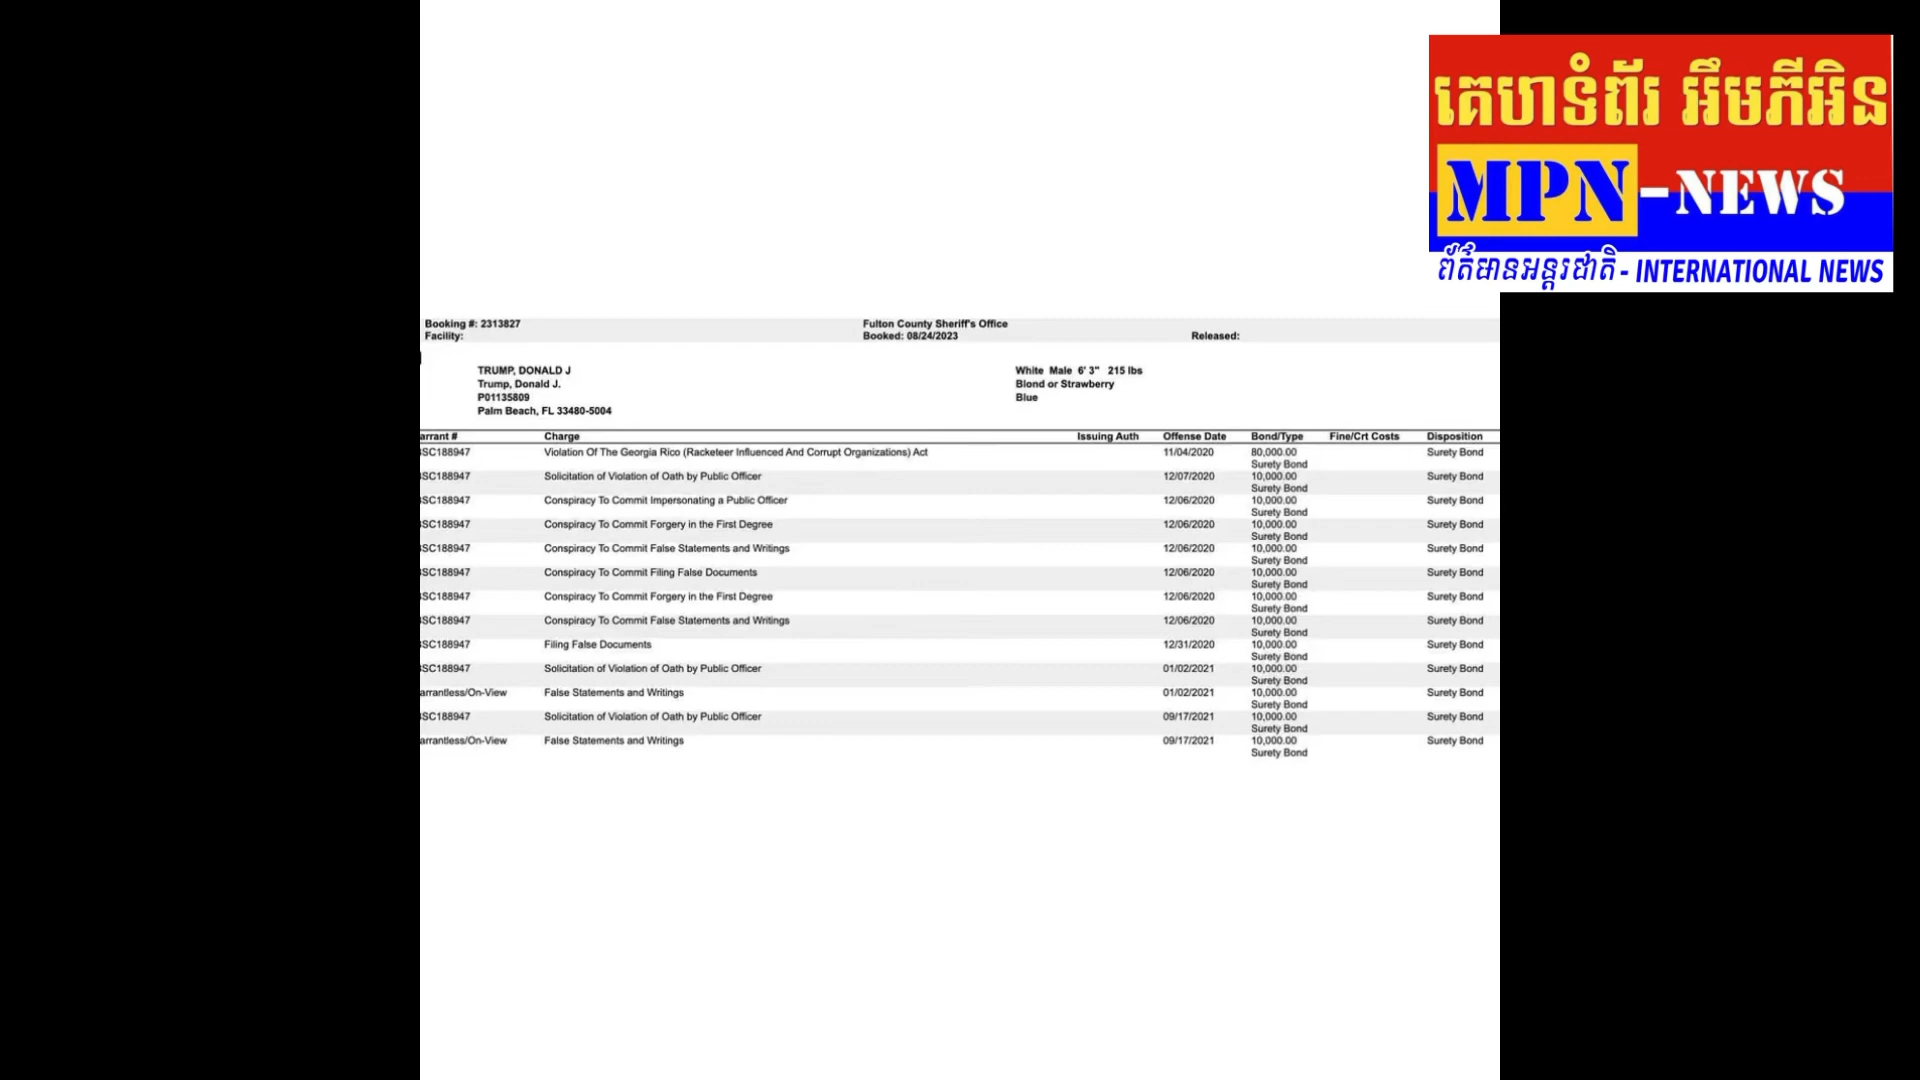 គេហទំព័រ អឹមភីអិន
MPN-NEWS
ព័ត៌មានអន្តរជាតិ - INTERNATIONAL NEWS
Booking #: 2313827 Fulton County Sheriff's Office
Facility: Booked: 08/24/2023 Released:
TRUMP, DONALD J White Male 6' 3" 215 lbs
Trump, Donald J. Blond or Strawberry
P01135809 Blue
Palm Beach, FL 33480-5004
arrant # Charge Issuing Auth Offense Date Bond/Type Fine/Crt Costs Disposition
SC188947 Violation Of The Georgia Rico (Racketeer Influenced And Corrupt Organizations) Act 11/04/2020 80,000.00 Surety Bond
Surety Bond
SC188947 Solicitation of Violation of Oath by Public Officer 12/07/2020 10,000.00 Surety Bond
Surety Bond
SC188947 Conspiracy To Commit Impersonating a Public Officer 12/06/2020 10,000.00 Surety Bond
Surety Bond
SC188947 Conspiracy To Commit Forgery in the First Degree 12/06/2020 10,000.00 Surety Bond
Surety Bond
SC188947 Conspiracy To Commit False Statements and Writings 12/06/2020 10,000.00 Surety Bond
Surety Bond
SC188947 Conspiracy To Commit Filing False Documents 12/06/2020 10,000.00 Surety Bond
Surety Bond
SC188947 Conspiracy To Commit Forgery in the First Degree 12/06/2020 10,000.00 Surety Bond
Surety Bond
SC188947 Conspiracy To Commit False Statements and Writings 12/06/2020 10,000.00 Surety Bond
Surety Bond
SC188947 Filing False Documents 12/31/2020 10,000.00 Surety Bond
Surety Bond
SC188947 Solicitation of Violation of Oath by Public Officer 01/02/2021 10,000.00 Surety Bond
Surety Bond
arrantless/On-View False Statements and Writings 01/02/2021 10,000.00 Surety Bond
Surety Bond
SC188947 Solicitation of Violation of Oath by Public Officer 09/17/2021 10,000.00 Surety Bond
Surety Bond
arrantless/On-View False Statements and Writings 09/17/2021 10,000.00 Surety Bond
Surety Bond